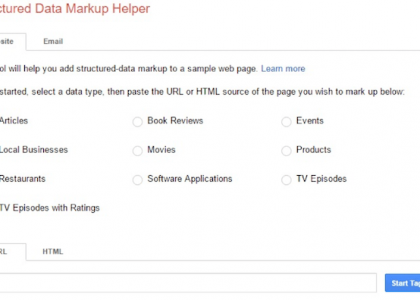 ctured Data Markup Helper
site Email
ol will help you add structured-data markup to a sample web page. Learn more
started, select a data type, then paste the URL or HTML source of the page you wish to mark up below:
Articles Book Reviews Events
Local Businesses Movies Products
Restaurants Software Applications TV Episodes
TV Episodes with Ratings
RL HTML
Start Ta